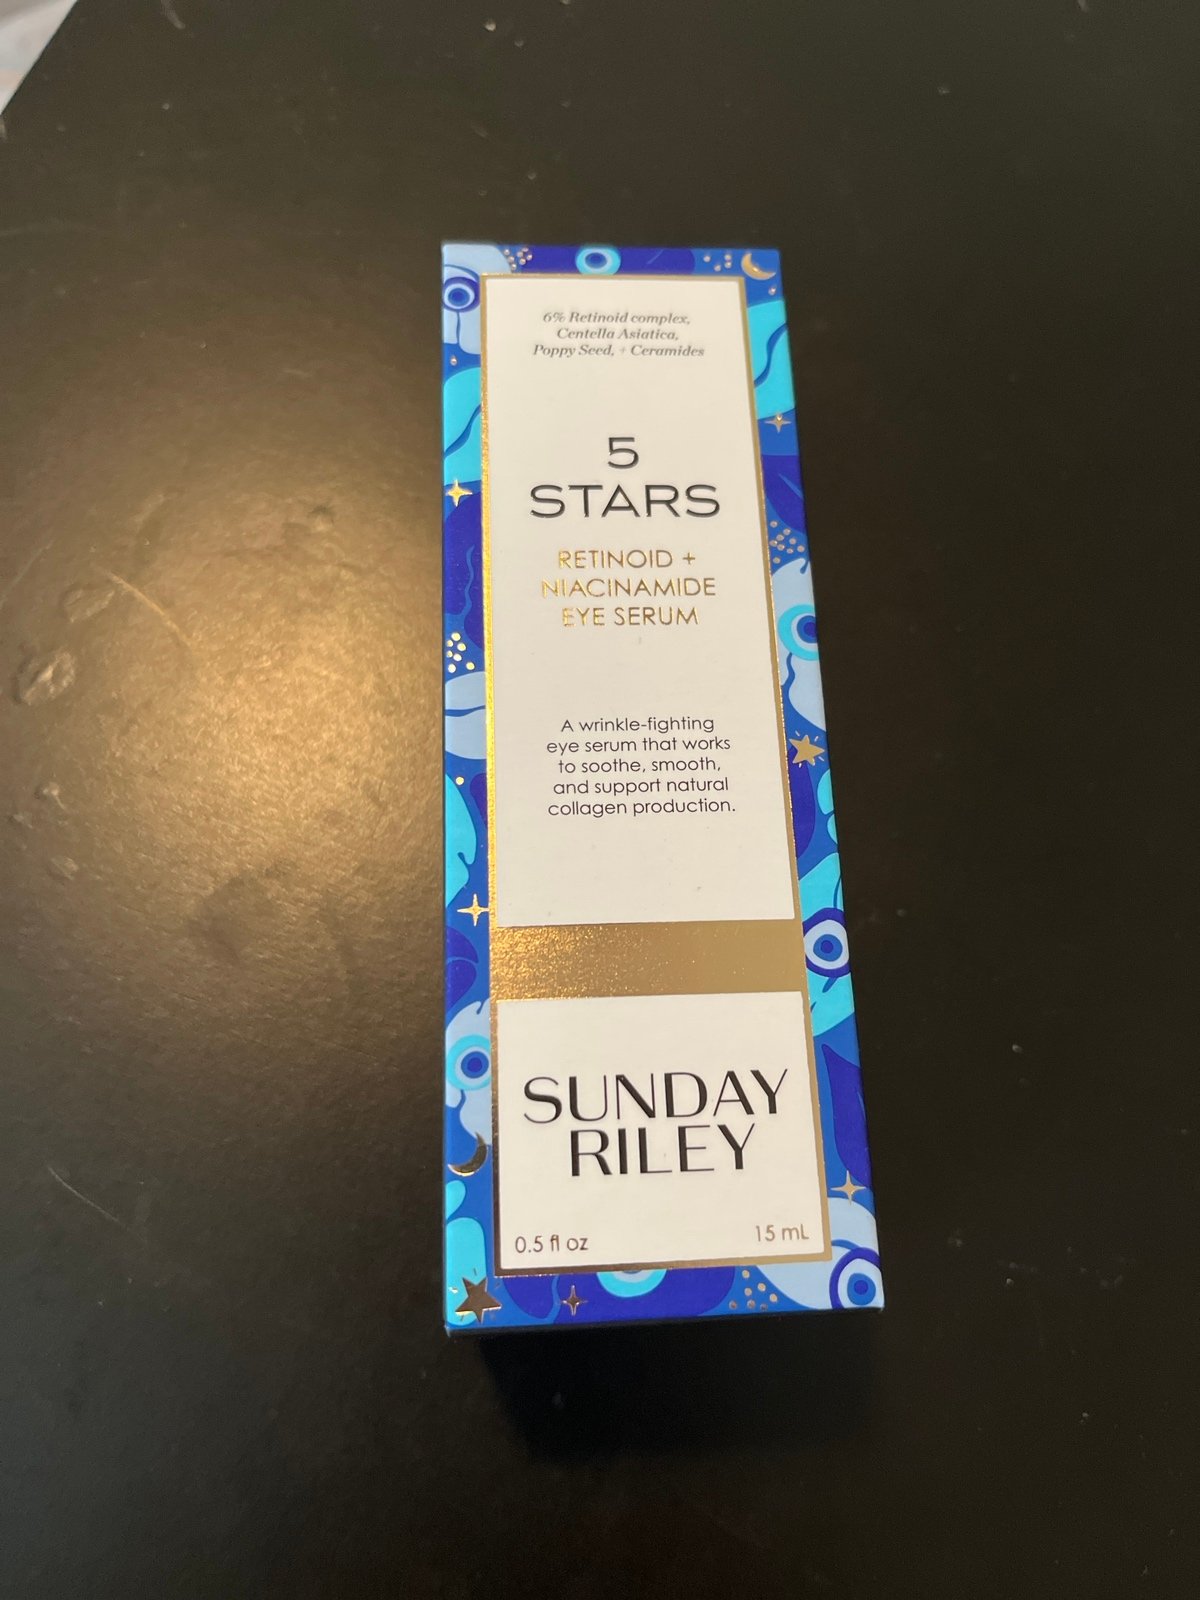 6% Retinoid complex,
Centella Asiatica,
Poppy Seed, + Ceramides
5
STARS
RETINOID +
NIACINAMIDE
EYE SERUM
A wrinkle-fighting
eye serum that works
to soothe, smooth,
and support natural
collagen production.
SUNDAY
RILEY
0.5 fl oz 15 mL